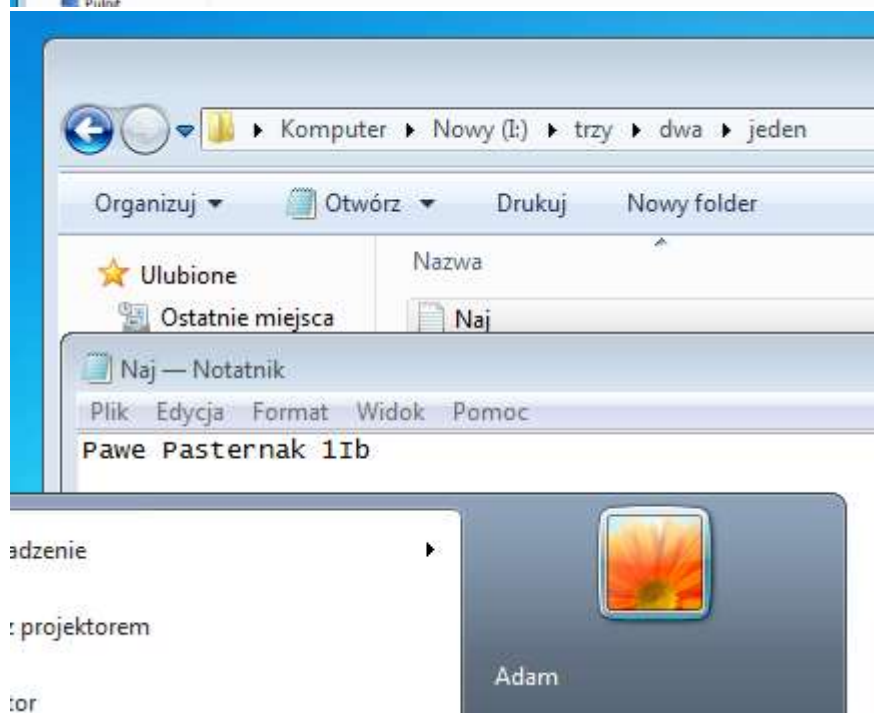 Pulpit
Komputer Nowy (I:) trzy dwa jeden
Organizuj Otwórz Drukuj Nowy folder
Ulubione
Nazwa
Ostatnie miejsca
Naj
Naj — Notatnik
Plik Edycja Format Widok Pomoc
Pawe Pasternak 1Ib
adzenie
z projektorem
Adam
tor